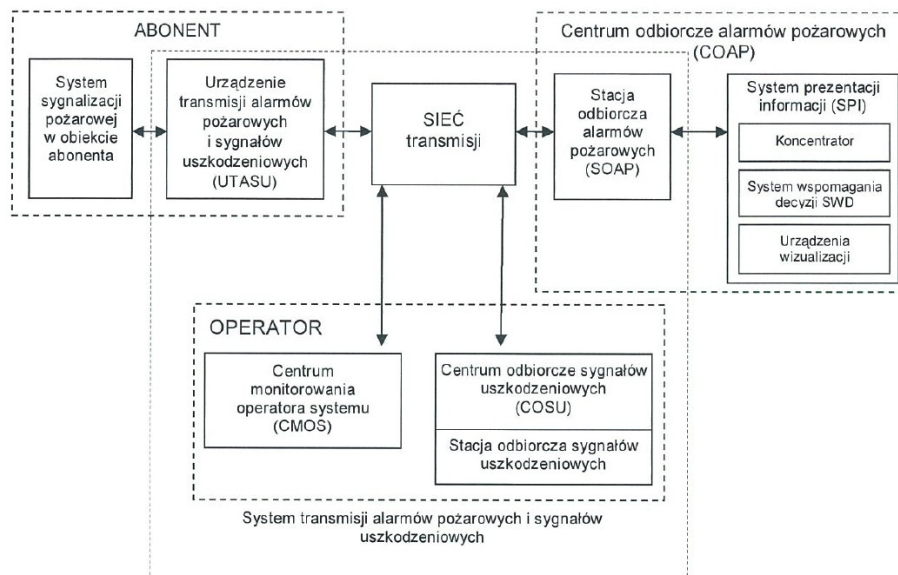 ABONENT
System
sygnalizacji
pożarowej
w obiekcie
abonenta
Urządzenie
transmisji alarmów
pożarowych
i sygnałów
uszkodzeniowych
(UTASU)
SIEĆ
transmisji
Centrum odbiorcze alarmów pożarowych
(COAP)
Stacja
odbiorcza
alarmów
pożarowych
(SOAP)
System prezentacji
informacji (SPI)
Koncentrator
System wspomagania
decyzji SWD
Urządzenia
wizualizacji
OPERATOR
Centrum
monitorowania
operatora systemu
(CMOS)
Centrum odbiorcze sygnałów
uszkodzeniowych
(COSU)
Stacja odbiorcza sygnałów
uszkodzeniowych
System transmisji alarmów pożarowych i sygnałów
uszkodzeniowych